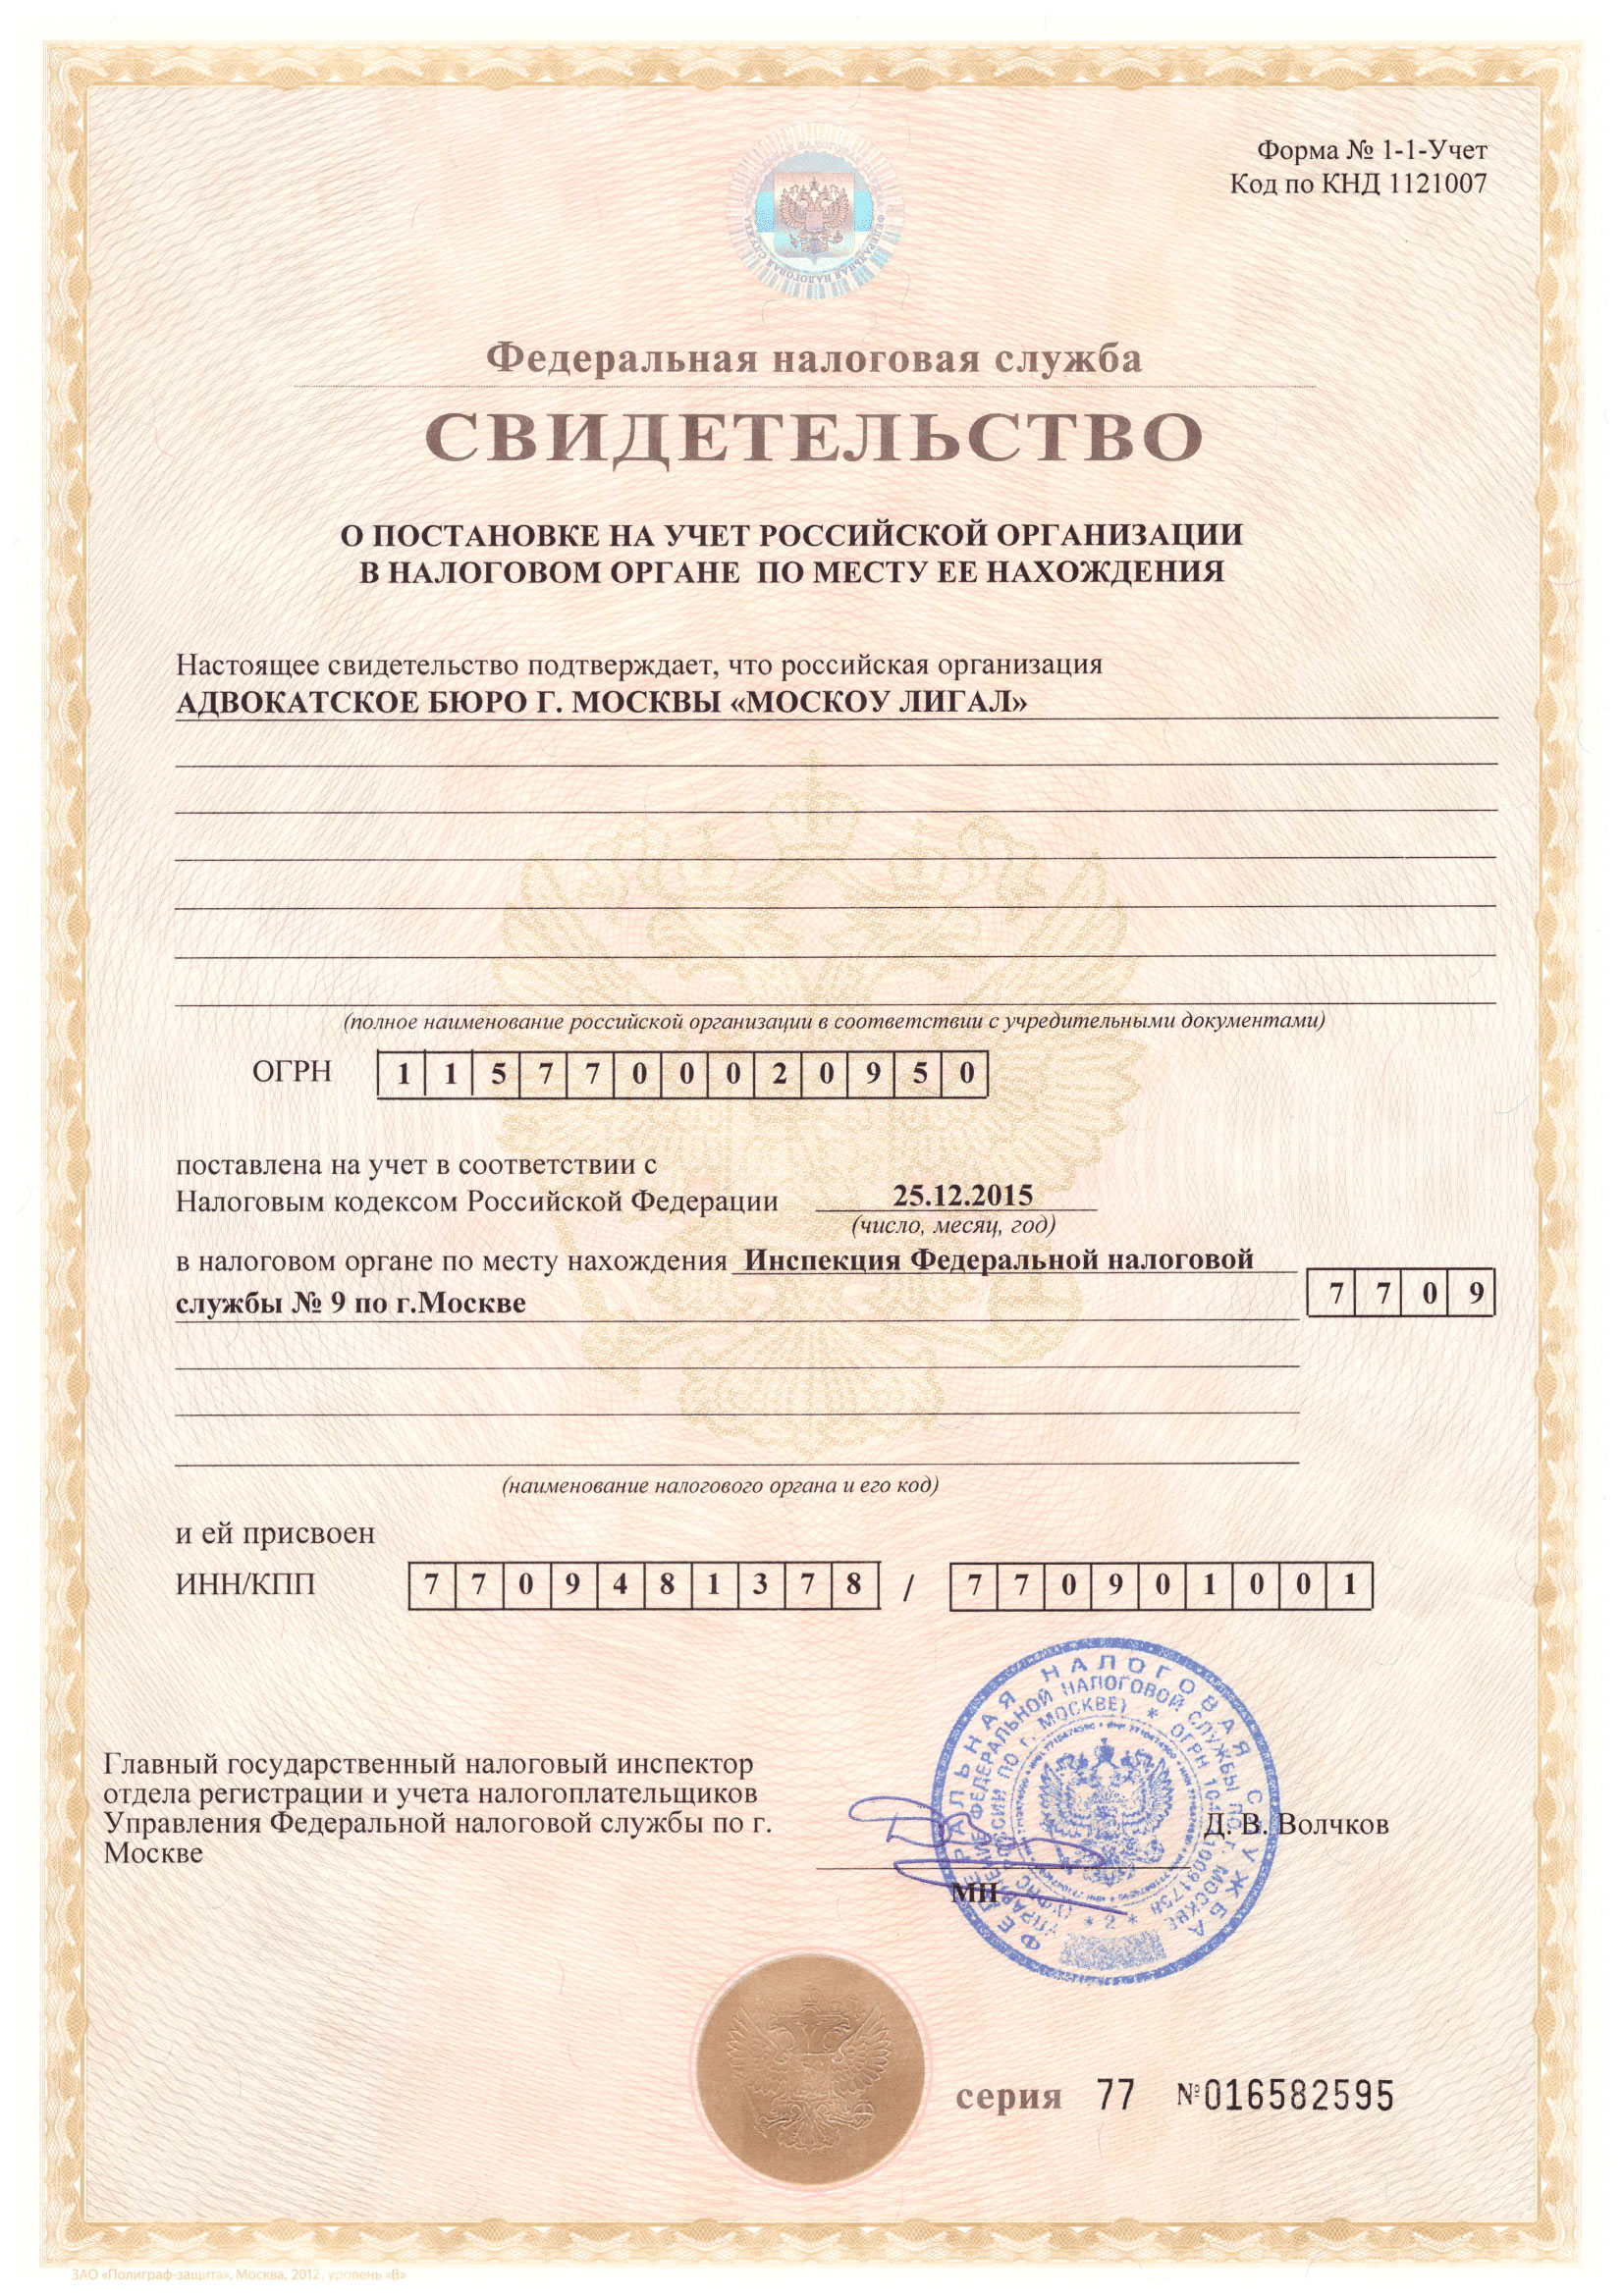 Форма № 1-1-Учет
Код по КНД 1121007
ФЕДЕРАЛЬНАЯ НАЛОГОВАЯ СЛУЖБА
Федеральная налоговая служба
СВИДЕТЕЛЬСТВО
О ПОСТАНОВКЕ НА УЧЕТ РОССИЙСКОЙ ОРГАНИЗАЦИИ
В НАЛОГОВОМ ОРГАНЕ ПО МЕСТУ ЕЕ НАХОЖДЕНИЯ
Настоящее свидетельство подтверждает, что российская организация
АДВОКАТСКОЕ БЮРО Г. МОСКВЫ «МОСКОУ ЛИГАЛ»
(полное наименование российской организации в соответствии с учредительными документами)
ОГРН 1 1 5 7 7 0 0 0 2 0 9 5 0
поставлена на учет в соответствии с
Налоговым кодексом Российской Федерации 25.12.2015
(число, месяц, год)
в налоговом органе по месту нахождения Инспекция Федеральной налоговой
службы № 9 по г.Москве 7 7 0 9
(наименование налогового органа и его код)
и ей присвоен
ИНН/КПП 7 7 0 9 4 8 1 3 7 8 / 7 7 0 9 0 1 0 0 1
Главный государственный налоговый инспектор
отдела регистрации и учета налогоплательщиков
Управления Федеральной налоговой службы по г.
Москве
Д. В. Волчков
МП
ФЕДЕРАЛЬНАЯ НАЛОГОВАЯ СЛУЖБА
УПРАВЛЕНИЕ ФЕДЕРАЛЬНОЙ НАЛОГОВОЙ СЛУЖБЫ ПО Г. МОСКВЕ
(УФНС РОССИИ ПО Г. МОСКВЕ) * ОГРН
* 2 *
серия 77 №016582595
ЗАО «Полиграф-защита», Москва, 2012, уровень «В»